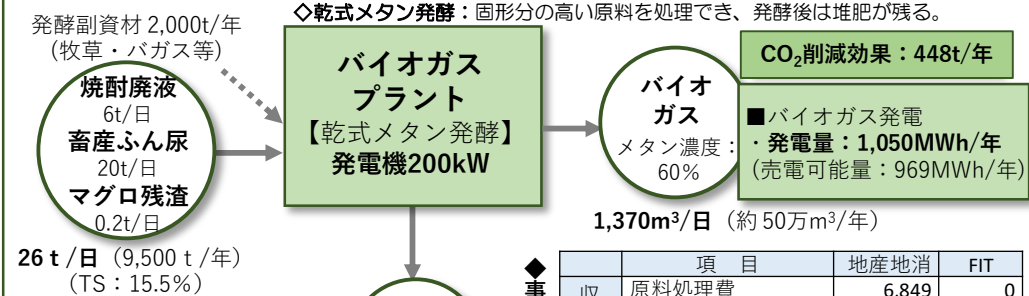 ◇乾式メタン発酵：固形分の高い原料を処理でき、発酵後は堆肥が残る。
発酵副資材 2,000t/年
(牧草・バガス等)
焼酎廃液
6t/日
畜産ふん尿
20t/日
マグロ残渣
0.2t/日
26 t /日（9,500 t /年）
(TS：15.5%)
バイオガス
プラント
【乾式メタン発酵】
発電機200kW
バイオ
ガス
メタン濃度：
60%
1,370m³/日（約 50万m³/年）
CO₂削減効果：448t/年
■バイオガス発電
・発電量：1,050MWh/年
(売電可能量：969MWh/年)
◆
事
項　目 地産地消 FIT
収 原料処理費 6,849 0